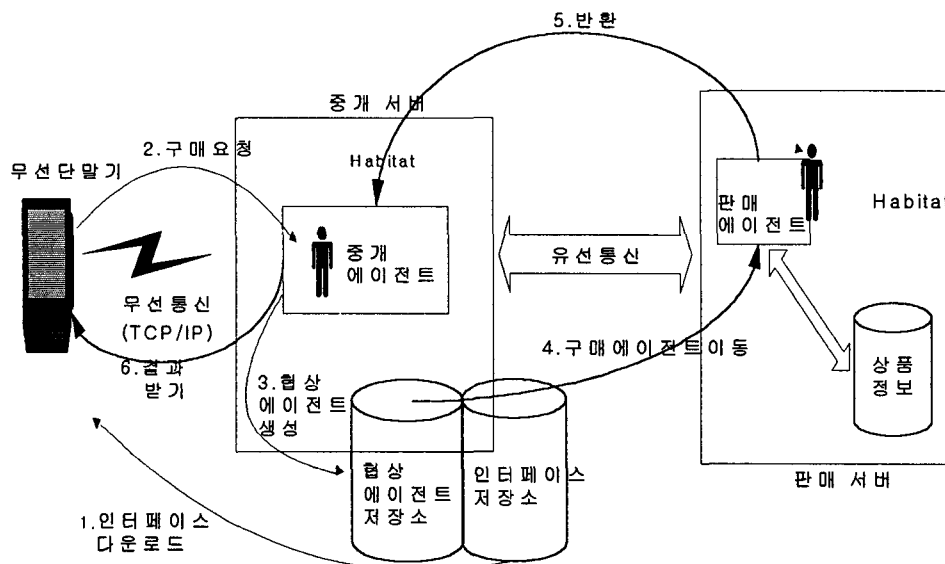 5.반환
중개 서버
2.구매요청
Habitat
무선단말기
판매
에이전트
Habitat
중개
에이전트
유선통신
무선통신
(TCP/IP)
6.결과
받기
4.구매에이전트이동
3.협상
에이전트
생성
상품
정보
협상
에이전트
저장소
인터페이스
저장소
판매 서버
1.인터페이스
다운로드